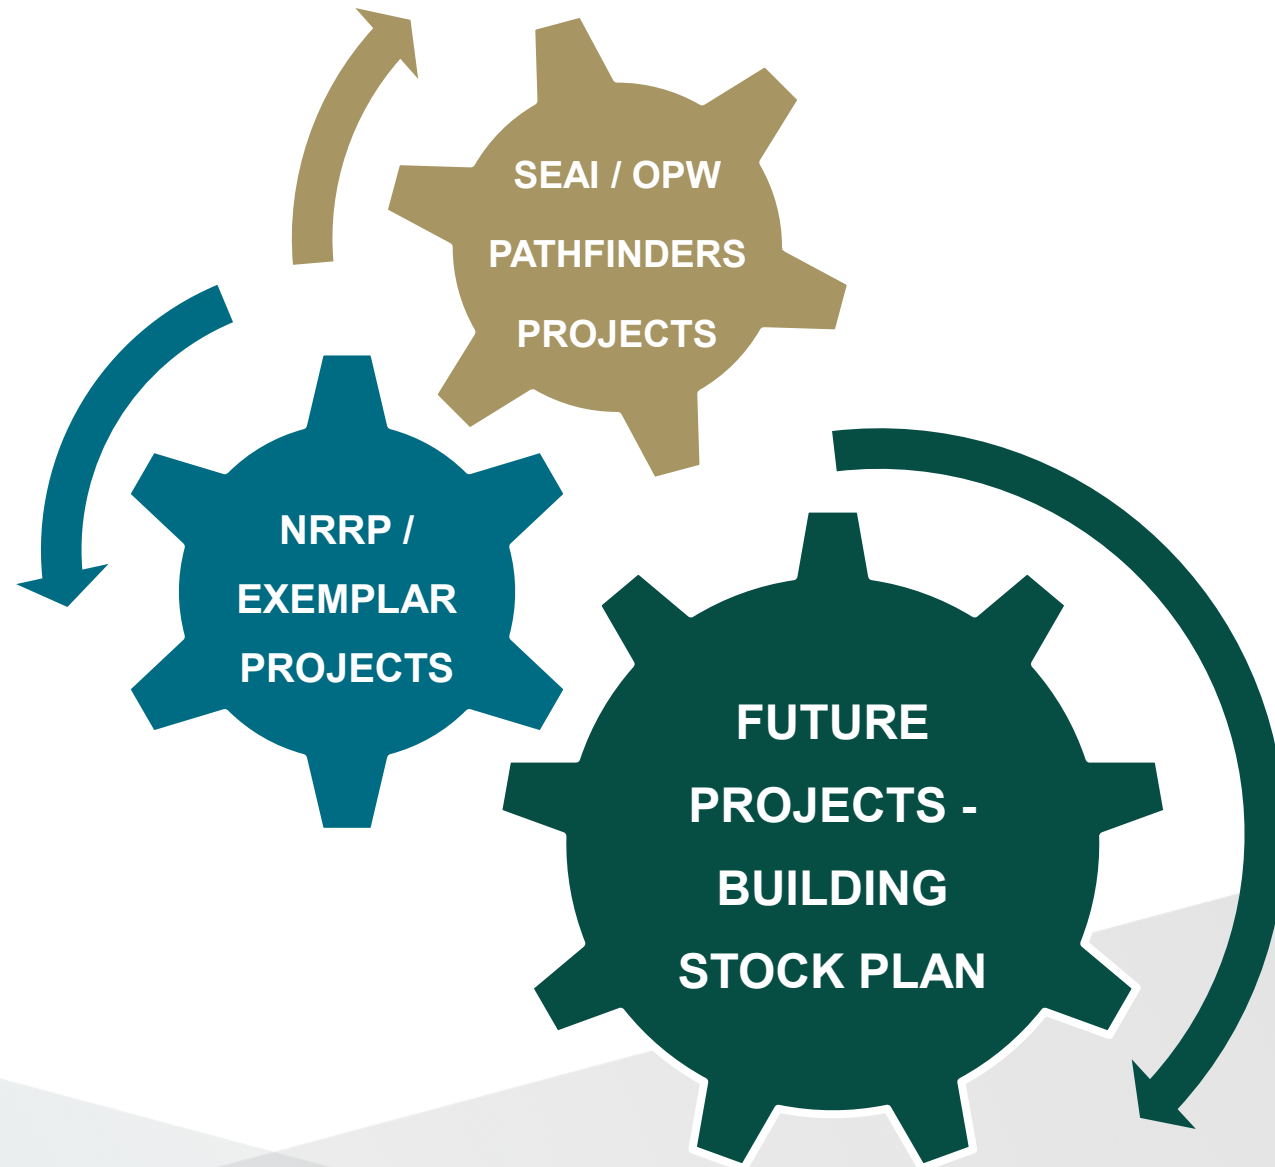 SEAI / OPW
PATHFINDERS
PROJECTS
NRRP /
EXEMPLAR
PROJECTS
FUTURE
PROJECTS -
BUILDING
STOCK PLAN